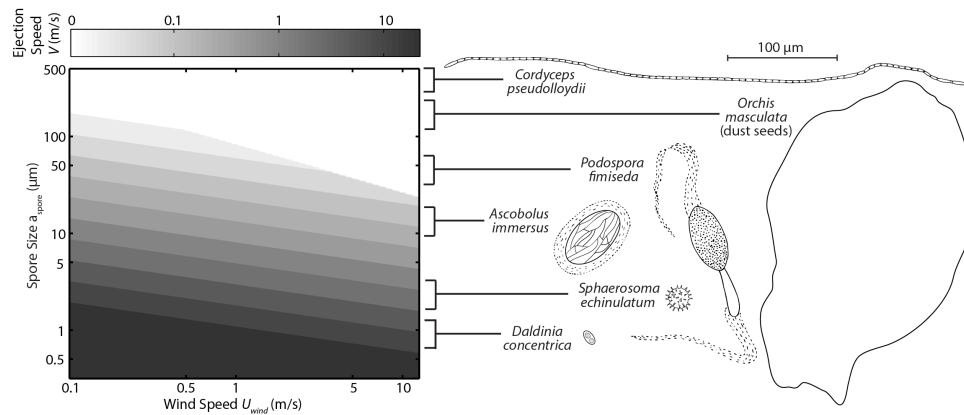 Ejection
Speed
V (m/s)
0
0.1
1
10
500
100
50
10
5
1
0.5
Spore Size a_spore (μm)
0.1
0.5
1
5
10
Wind Speed U_wind (m/s)
Cordyceps
pseudolloydii
Orchis
masculata
(dust seeds)
Podospora
fimiseda
Ascobolus
immersus
Sphaerosoma
echinulatum
Daldinia
concentrica
100 μm